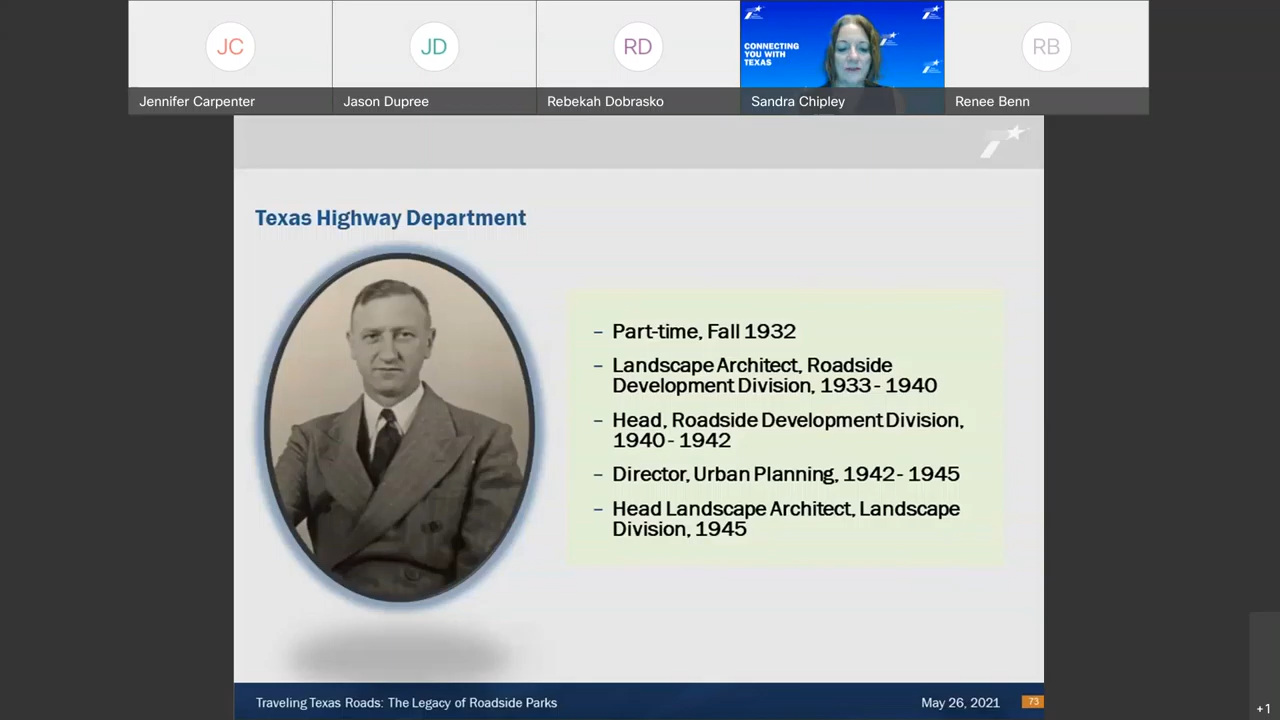 JC
JD
RD
CONNECTING
YOU WITH
TEXAS
RB
Jennifer Carpenter
Jason Dupree
Rebekah Dobrasko
Sandra Chipley
Renee Benn
Texas Highway Department
– Part-time, Fall 1932
– Landscape Architect, Roadside
Development Division, 1933 - 1940
– Head, Roadside Development Division,
1940 - 1942
– Director, Urban Planning, 1942 - 1945
– Head Landscape Architect, Landscape
Division, 1945
Traveling Texas Roads: The Legacy of Roadside Parks
May 26, 2021
73
+1